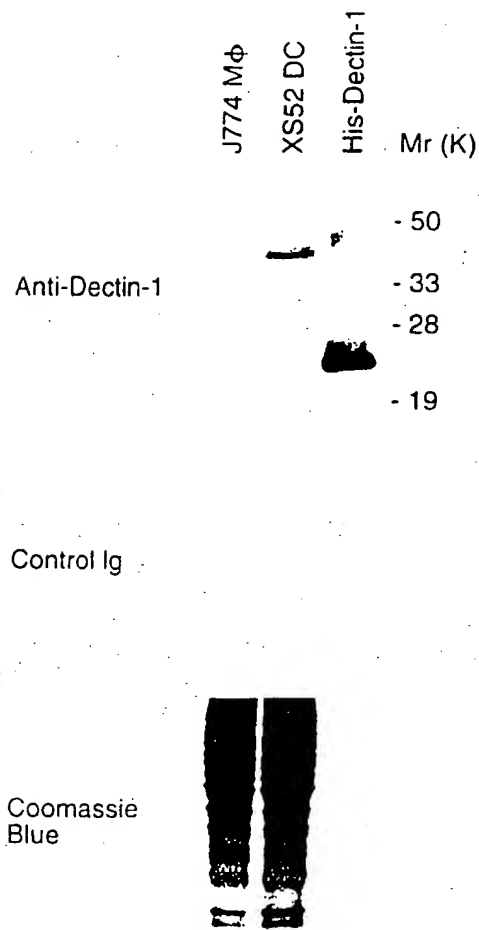 J774 Mφ
XS52 DC
His-Dectin-1
Mr (K)
- 50
Anti-Dectin-1
- 33
- 28
- 19
Control Ig
Coomassie
Blue